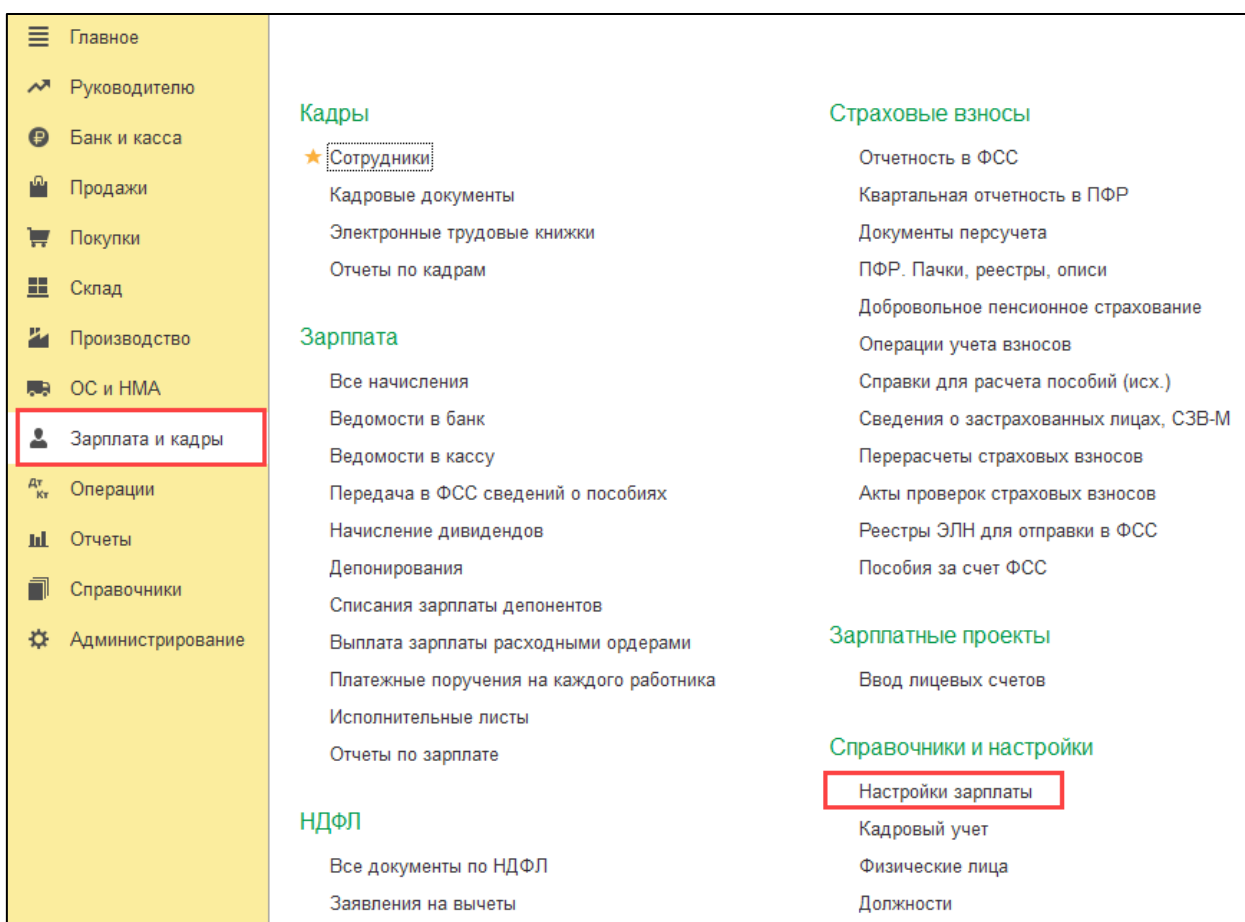 Главное
Руководителю
Банк и касса
Продажи
Покупки
Склад
Производство
ОС и НМА
Зарплата и кадры
Дт
Кт
Операции
Отчеты
Справочники
Администрирование
Кадры
Сотрудники
Кадровые документы
Электронные трудовые книжки
Отчеты по кадрам
Зарплата
Все начисления
Ведомости в банк
Ведомости в кассу
Передача в ФСС сведений о пособиях
Начисление дивидендов
Депонирования
Списания зарплаты депонентов
Выплата зарплаты расходными ордерами
Платежные поручения на каждого работника
Исполнительные листы
Отчеты по зарплате
НДФЛ
Все документы по НДФЛ
Заявления на вычеты
Страховые взносы
Отчетность в ФСС
Квартальная отчетность в ПФР
Документы персучета
ПФР. Пачки, реестры, описи
Добровольное пенсионное страхование
Операции учета взносов
Справки для расчета пособий (исх.)
Сведения о застрахованных лицах, СЗВ-М
Перерасчеты страховых взносов
Акты проверок страховых взносов
Реестры ЭЛН для отправки в ФСС
Пособия за счет ФСС
Зарплатные проекты
Ввод лицевых счетов
Справочники и настройки
Настройки зарплаты
Кадровый учет
Физические лица
Должности